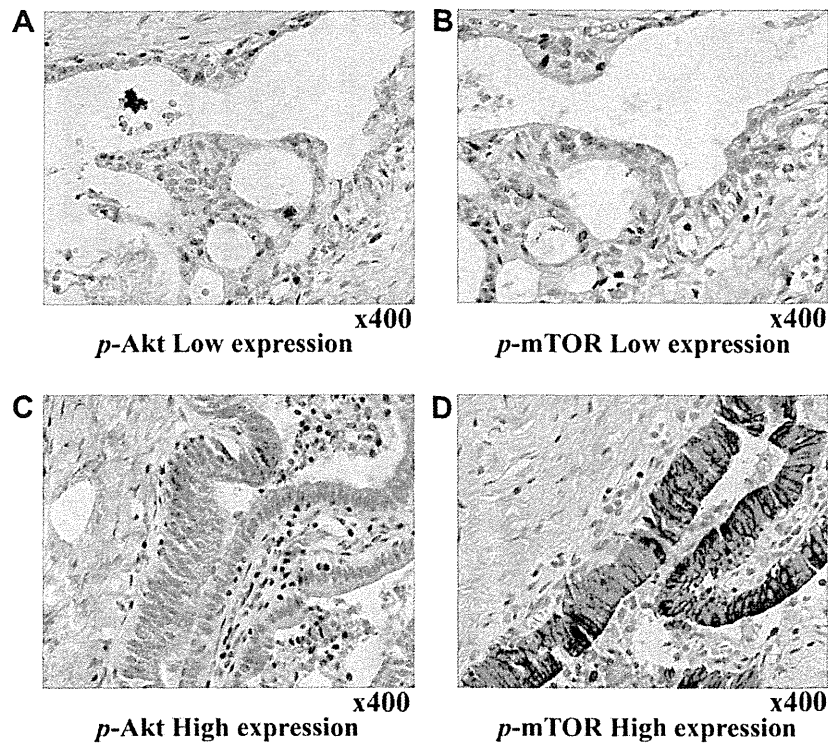 A
B
x400
x400
p-Akt Low expression
p-mTOR Low expression
C
D
x400
x400
p-Akt High expression
p-mTOR High expression